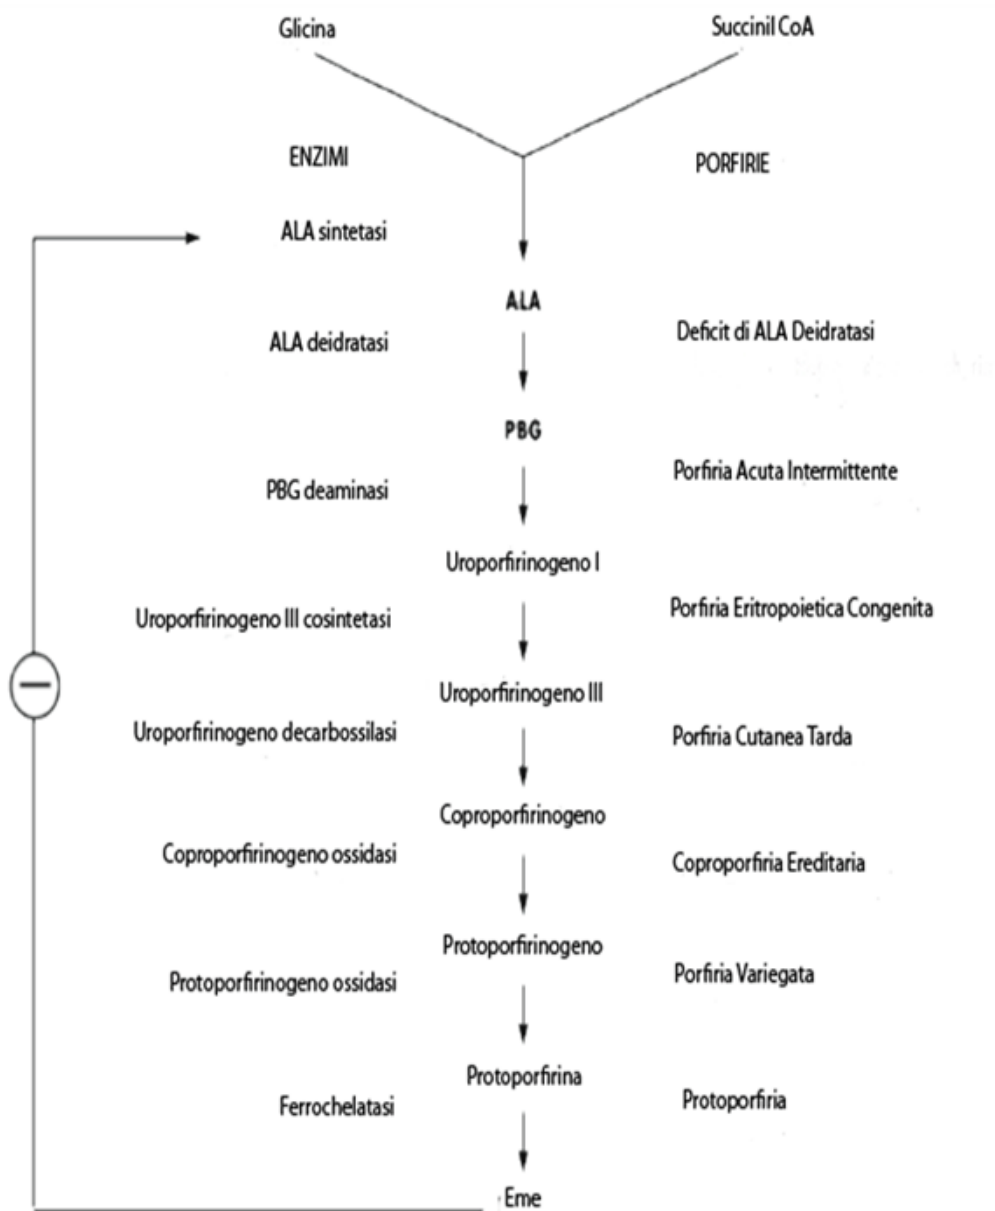 Glicina
Succinil CoA
ENZIMI
PORFIRIE
ALA sintetasi
ALA
ALA deidratasi
Deficit di ALA Deidratasi
PBG
PBG deaminasi
Porfiria Acuta Intermittente
Uroporfirinogeno I
Uroporfirinogeno III cosintetasi
Porfiria Eritropoietica Congenita
Uroporfirinogeno III
Uroporfirinogeno decarbossilasi
Porfiria Cutanea Tarda
Coproporfirinogeno
Coproporfirinogeno ossidasi
Coproporfiria Ereditaria
Protoporfirinogeno
Protoporfirinogeno ossidasi
Porfiria Variegata
Protoporfirina
Ferrochelatasi
Protoporfiria
Eme